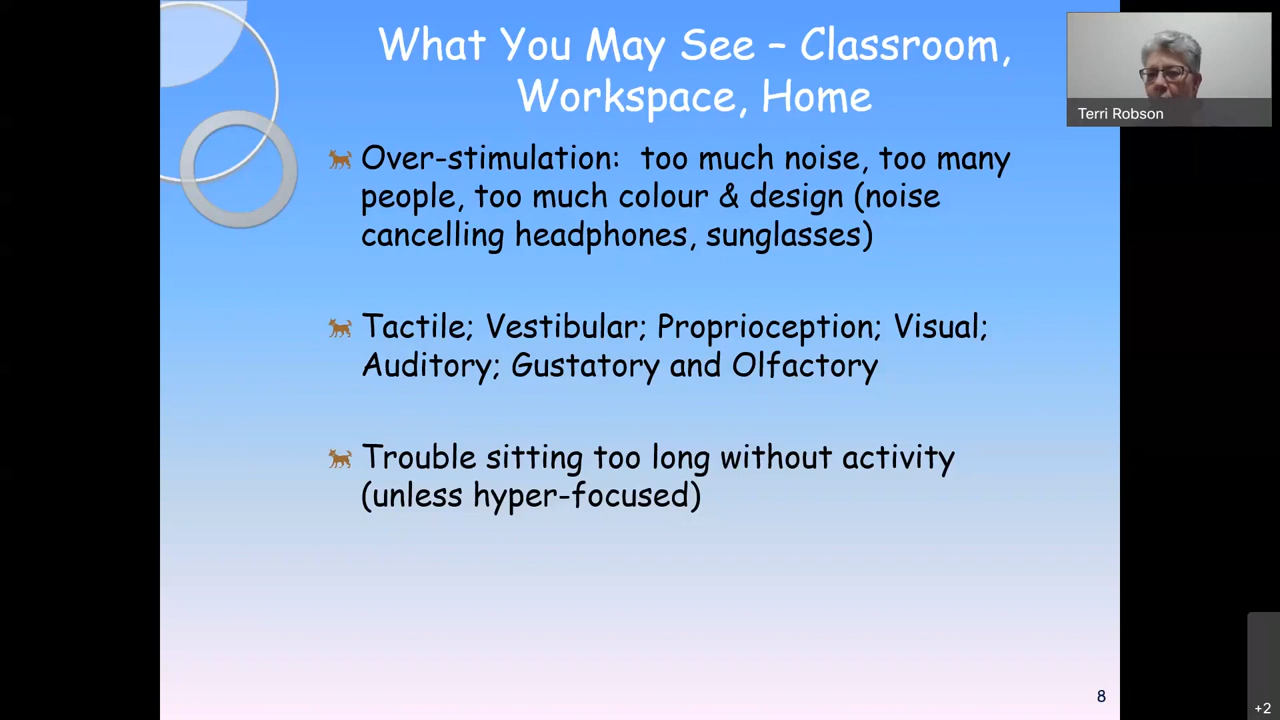 What You May See – Classroom,
Workspace, Home
Terri Robson
Over-stimulation:  too much noise, too many
people, too much colour & design (noise
cancelling headphones, sunglasses)
Tactile; Vestibular; Proprioception; Visual;
Auditory; Gustatory and Olfactory
Trouble sitting too long without activity
(unless hyper-focused)
8
+2